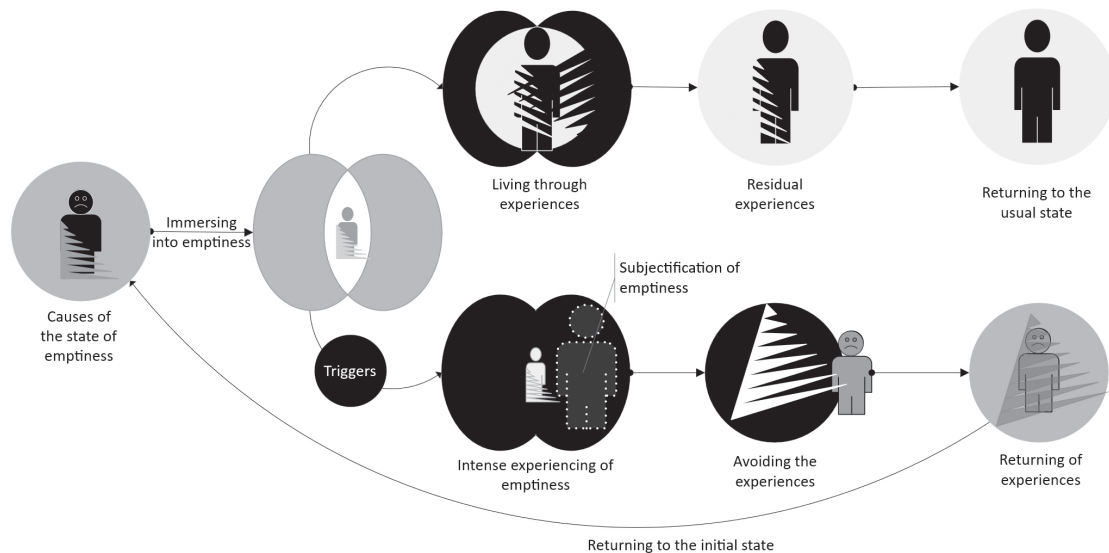 Living through
experiences
Residual
experiences
Returning to the
usual state
Immersing
into emptiness
Causes of
the state of
emptiness
Subjectification of
emptiness
Triggers
Intense experiencing of
emptiness
Avoiding the
experiences
Returning of
experiences
Returning to the initial state